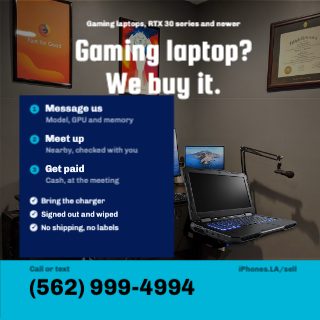 Gaming laptops, RTX 30 series and newer
Gaming laptop?
We buy it.
1 Message us
Model, GPU and memory
2 Meet up
Nearby, checked with you
3 Get paid
Cash, at the meeting
Bring the charger
Signed out and wiped
No shipping, no labels
Call or text
iPhones.LA/sell
(562) 999-4994